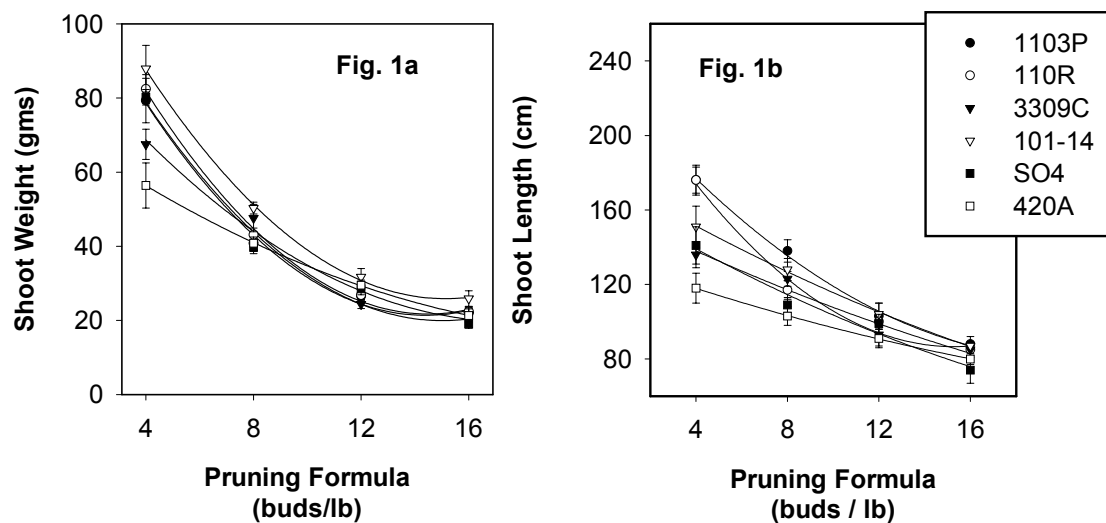 Fig. 1a
Shoot Weight (gms)
100
80
60
40
20
0
4 8 12 16
Pruning Formula
(buds/lb)
Fig. 1b
Shoot Length (cm)
240
200
160
120
80
4 8 12 16
Pruning Formula
(buds / lb)
1103P
110R
3309C
101-14
SO4
420A